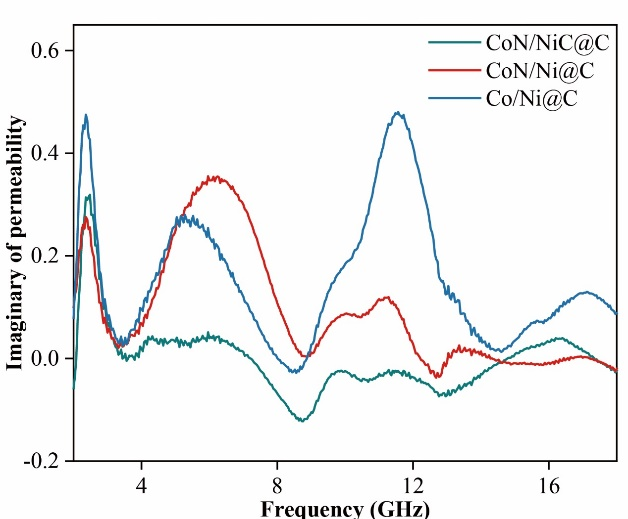 0.6
0.4
0.2
0.0
-0.2
Imaginary of permeability
CoN/NiC@C
CoN/Ni@C
Co/Ni@C
4 8 12 16
Frequency (GHz)